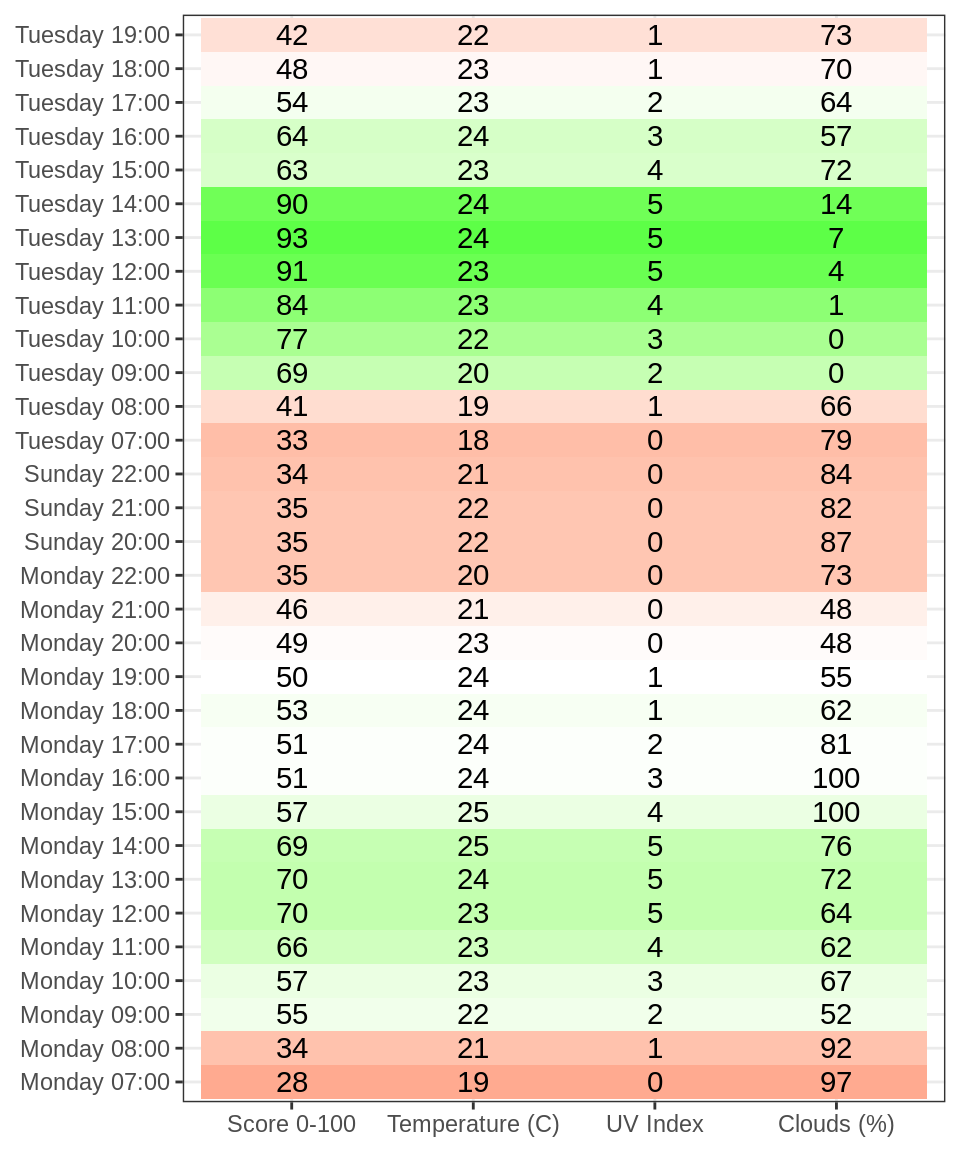 Tuesday 19:00 42 22 1 73
Tuesday 18:00 48 23 1 70
Tuesday 17:00 54 23 2 64
Tuesday 16:00 64 24 3 57
Tuesday 15:00 63 23 4 72
Tuesday 14:00 90 24 5 14
Tuesday 13:00 93 24 5 7
Tuesday 12:00 91 23 5 4
Tuesday 11:00 84 23 4 1
Tuesday 10:00 77 22 3 0
Tuesday 09:00 69 20 2 0
Tuesday 08:00 41 19 1 66
Tuesday 07:00 33 18 0 79
Sunday 22:00 34 21 0 84
Sunday 21:00 35 22 0 82
Sunday 20:00 35 22 0 87
Monday 22:00 35 20 0 73
Monday 21:00 46 21 0 48
Monday 20:00 49 23 0 48
Monday 19:00 50 24 1 55
Monday 18:00 53 24 1 62
Monday 17:00 51 24 2 81
Monday 16:00 51 24 3 100
Monday 15:00 57 25 4 100
Monday 14:00 69 25 5 76
Monday 13:00 70 24 5 72
Monday 12:00 70 23 5 64
Monday 11:00 66 23 4 62
Monday 10:00 57 23 3 67
Monday 09:00 55 22 2 52
Monday 08:00 34 21 1 92
Monday 07:00 28 19 0 97
Score 0-100 Temperature (C) UV Index Clouds (%)